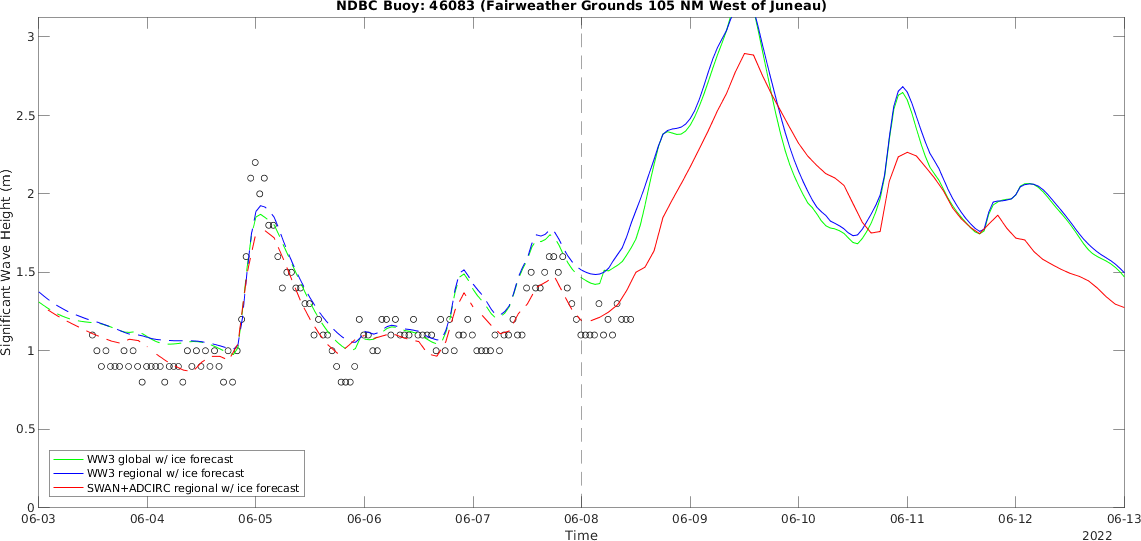 NDBC Buoy: 46083 (Fairweather Grounds 105 NM West of Juneau)
Significant Wave Height (m)
3
2.5
2
1.5
1
0.5
0
WW3 global w/ ice forecast
WW3 regional w/ ice forecast
SWAN+ADCIRC regional w/ ice forecast
06-03 06-04 06-05 06-06 06-07 06-08 06-09 06-10 06-11 06-12 06-13
Time
2022